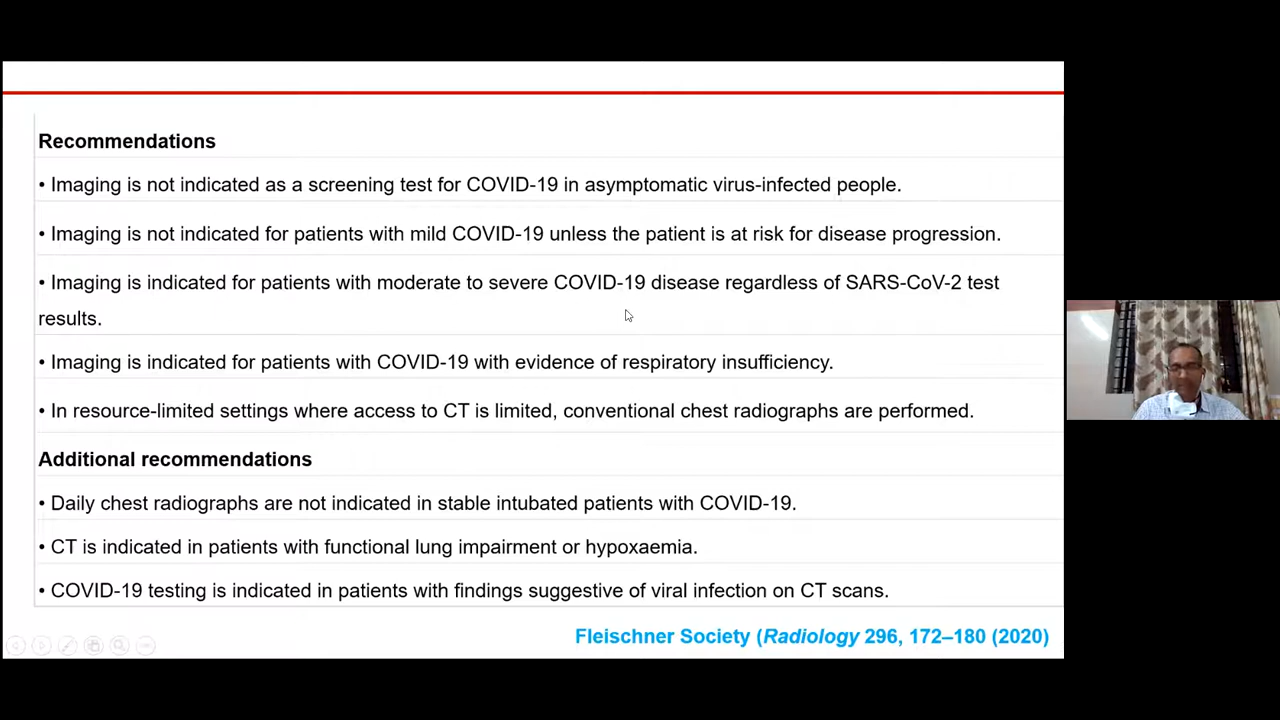 Recommendations
• Imaging is not indicated as a screening test for COVID-19 in asymptomatic virus-infected people.
• Imaging is not indicated for patients with mild COVID-19 unless the patient is at risk for disease progression.
• Imaging is indicated for patients with moderate to severe COVID-19 disease regardless of SARS-CoV-2 test
results.
• Imaging is indicated for patients with COVID-19 with evidence of respiratory insufficiency.
• In resource-limited settings where access to CT is limited, conventional chest radiographs are performed.
Additional recommendations
• Daily chest radiographs are not indicated in stable intubated patients with COVID-19.
• CT is indicated in patients with functional lung impairment or hypoxaemia.
• COVID-19 testing is indicated in patients with findings suggestive of viral infection on CT scans.
Fleischner Society (Radiology 296, 172–180 (2020)